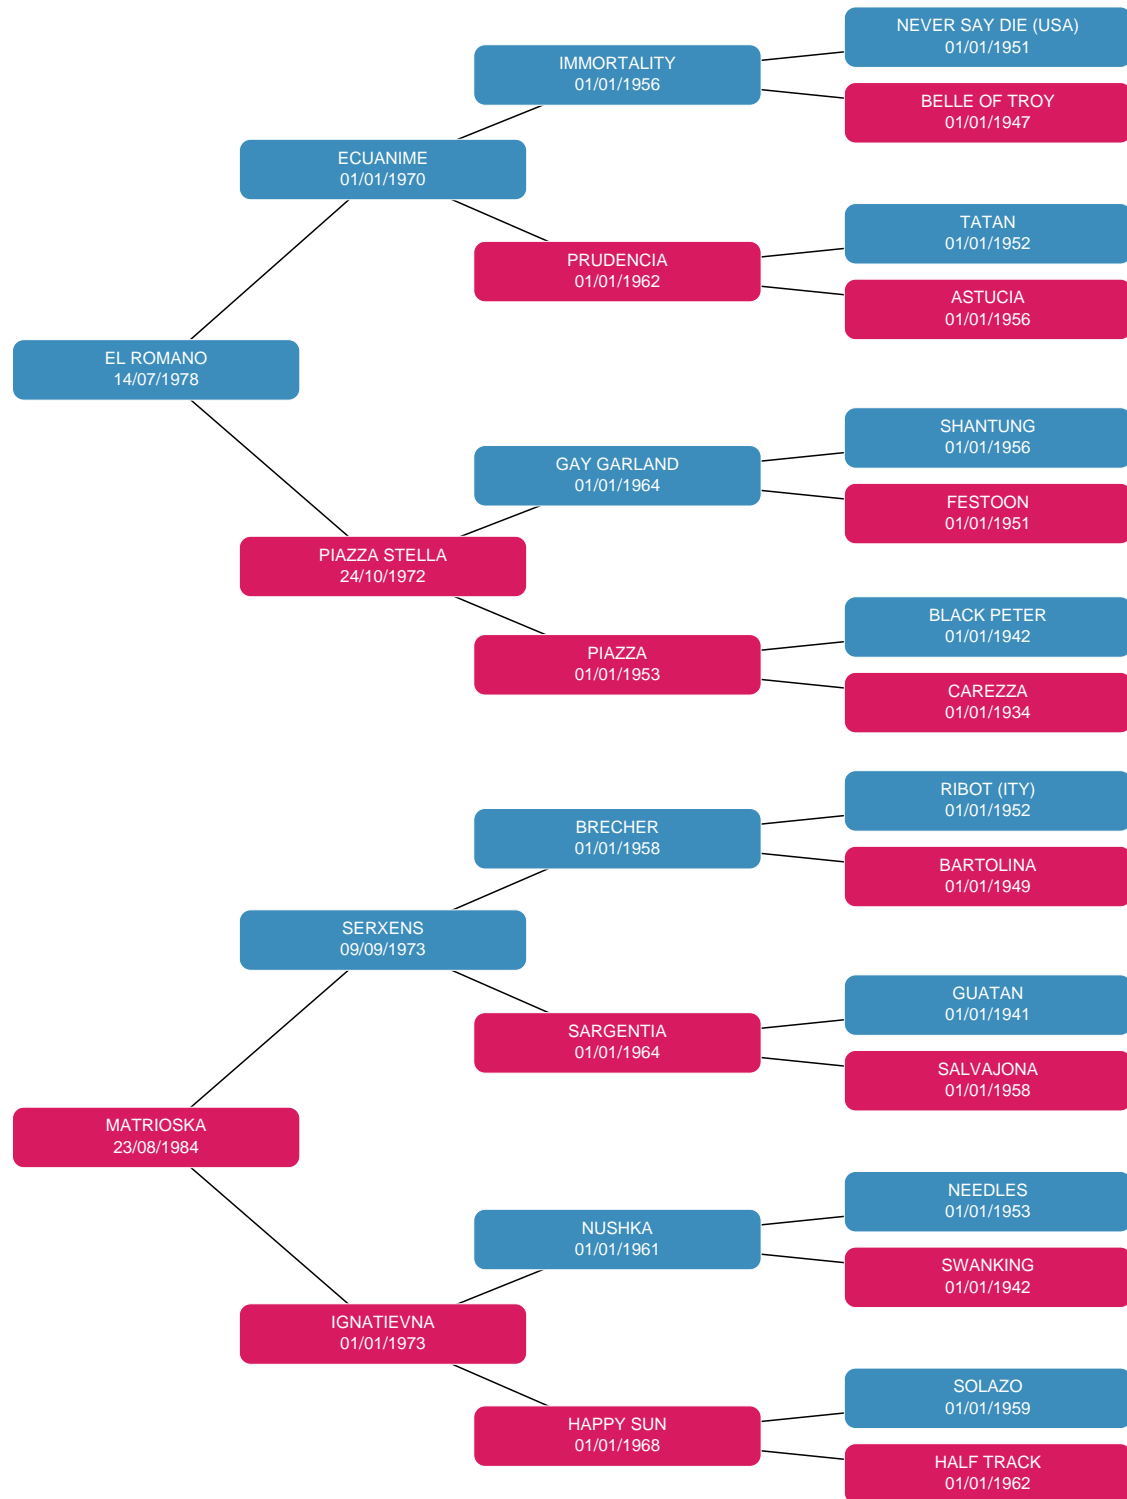 NEVER SAY DIE (USA)
01/01/1951
IMMORTALITY
01/01/1956
BELLE OF TROY
01/01/1947
ECUANIME
01/01/1970
TATAN
01/01/1952
PRUDENCIA
01/01/1962
ASTUCIA
01/01/1956
EL ROMANO
14/07/1978
SHANTUNG
01/01/1956
GAY GARLAND
01/01/1964
FESTOON
01/01/1951
PIAZZA STELLA
24/10/1972
BLACK PETER
01/01/1942
PIAZZA
01/01/1953
CAREZZA
01/01/1934
RIBOT (ITY)
01/01/1952
BRECHER
01/01/1958
BARTOLINA
01/01/1949
SERXENS
09/09/1973
GUATAN
01/01/1941
SARGENTIA
01/01/1964
SALVAJONA
01/01/1958
MATRIOSKA
23/08/1984
NEEDLES
01/01/1953
NUSHKA
01/01/1961
SWANKING
01/01/1942
IGNATIEVNA
01/01/1973
SOLAZO
01/01/1959
HAPPY SUN
01/01/1968
HALF TRACK
01/01/1962